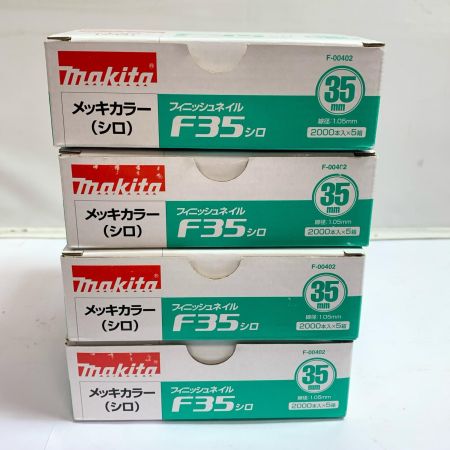 F-00402
makita®
メッキカラー
(シロ)
フィニッシュネイル
F35シロ
35
mm
線径:1.05mm
2000本入×5箱
F-00402
makita®
メッキカラー
(シロ)
フィニッシュネイル
F35シロ
35
mm
線径:1.05mm
2000本入×5箱
F-00402
makita®
メッキカラー
(シロ)
フィニッシュネイル
F35シロ
35
mm
線径:1.05mm
2000本入×5箱
F-00402
makita®
メッキカラー
(シロ)
フィニッシュネイル
F35シロ
35
mm
線径:1.05mm
2000本入×5箱